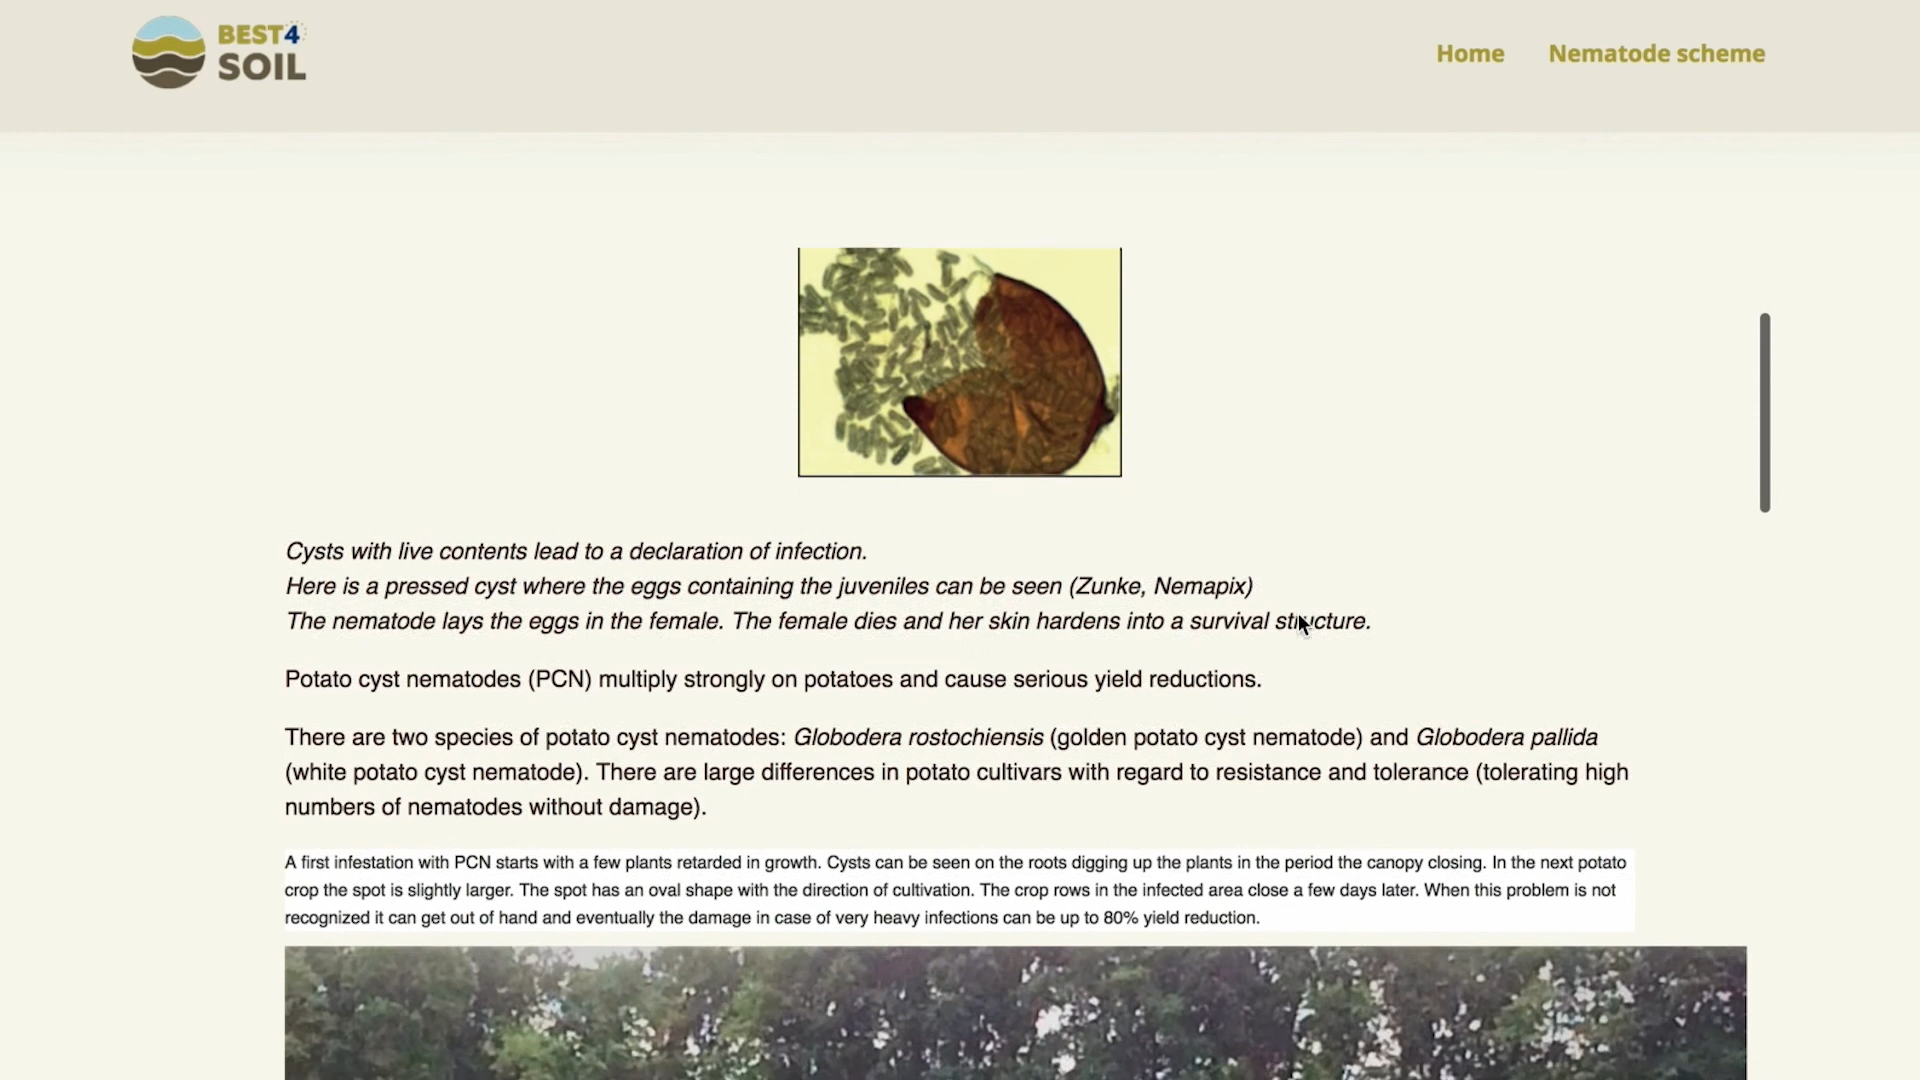 BEST4
SOIL
Home
Nematode scheme
Cysts with live contents lead to a declaration of infection.
Here is a pressed cyst where the eggs containing the juveniles can be seen (Zunke, Nemapix)
The nematode lays the eggs in the female. The female dies and her skin hardens into a survival structure.
Potato cyst nematodes (PCN) multiply strongly on potatoes and cause serious yield reductions.
There are two species of potato cyst nematodes: Globodera rostochiensis (golden potato cyst nematode) and Globodera pallida
(white potato cyst nematode). There are large differences in potato cultivars with regard to resistance and tolerance (tolerating high
numbers of nematodes without damage).
A first infestation with PCN starts with a few plants retarded in growth. Cysts can be seen on the roots digging up the plants in the period the canopy closing. In the next potato
crop the spot is slightly larger. The spot has an oval shape with the direction of cultivation. The crop rows in the infected area close a few days later. When this problem is not
recognized it can get out of hand and eventually the damage in case of very heavy infections can be up to 80% yield reduction.